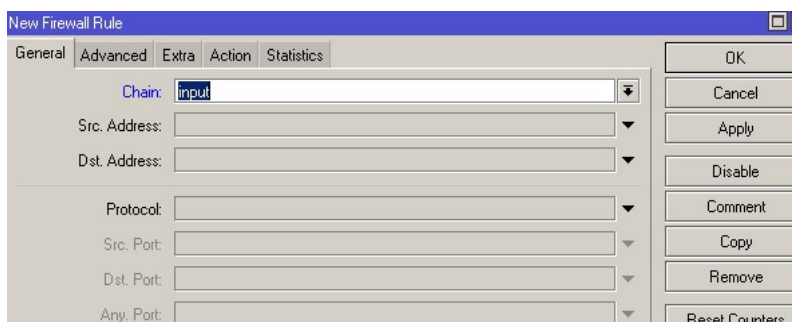 New Firewall Rule
General Advanced Extra Action Statistics
Chain: input
Src. Address:
Dst. Address:
Protocol:
Src. Port:
Dst. Port:
Any. Port:
OK
Cancel
Apply
Disable
Comment
Copy
Remove
Reset Counters